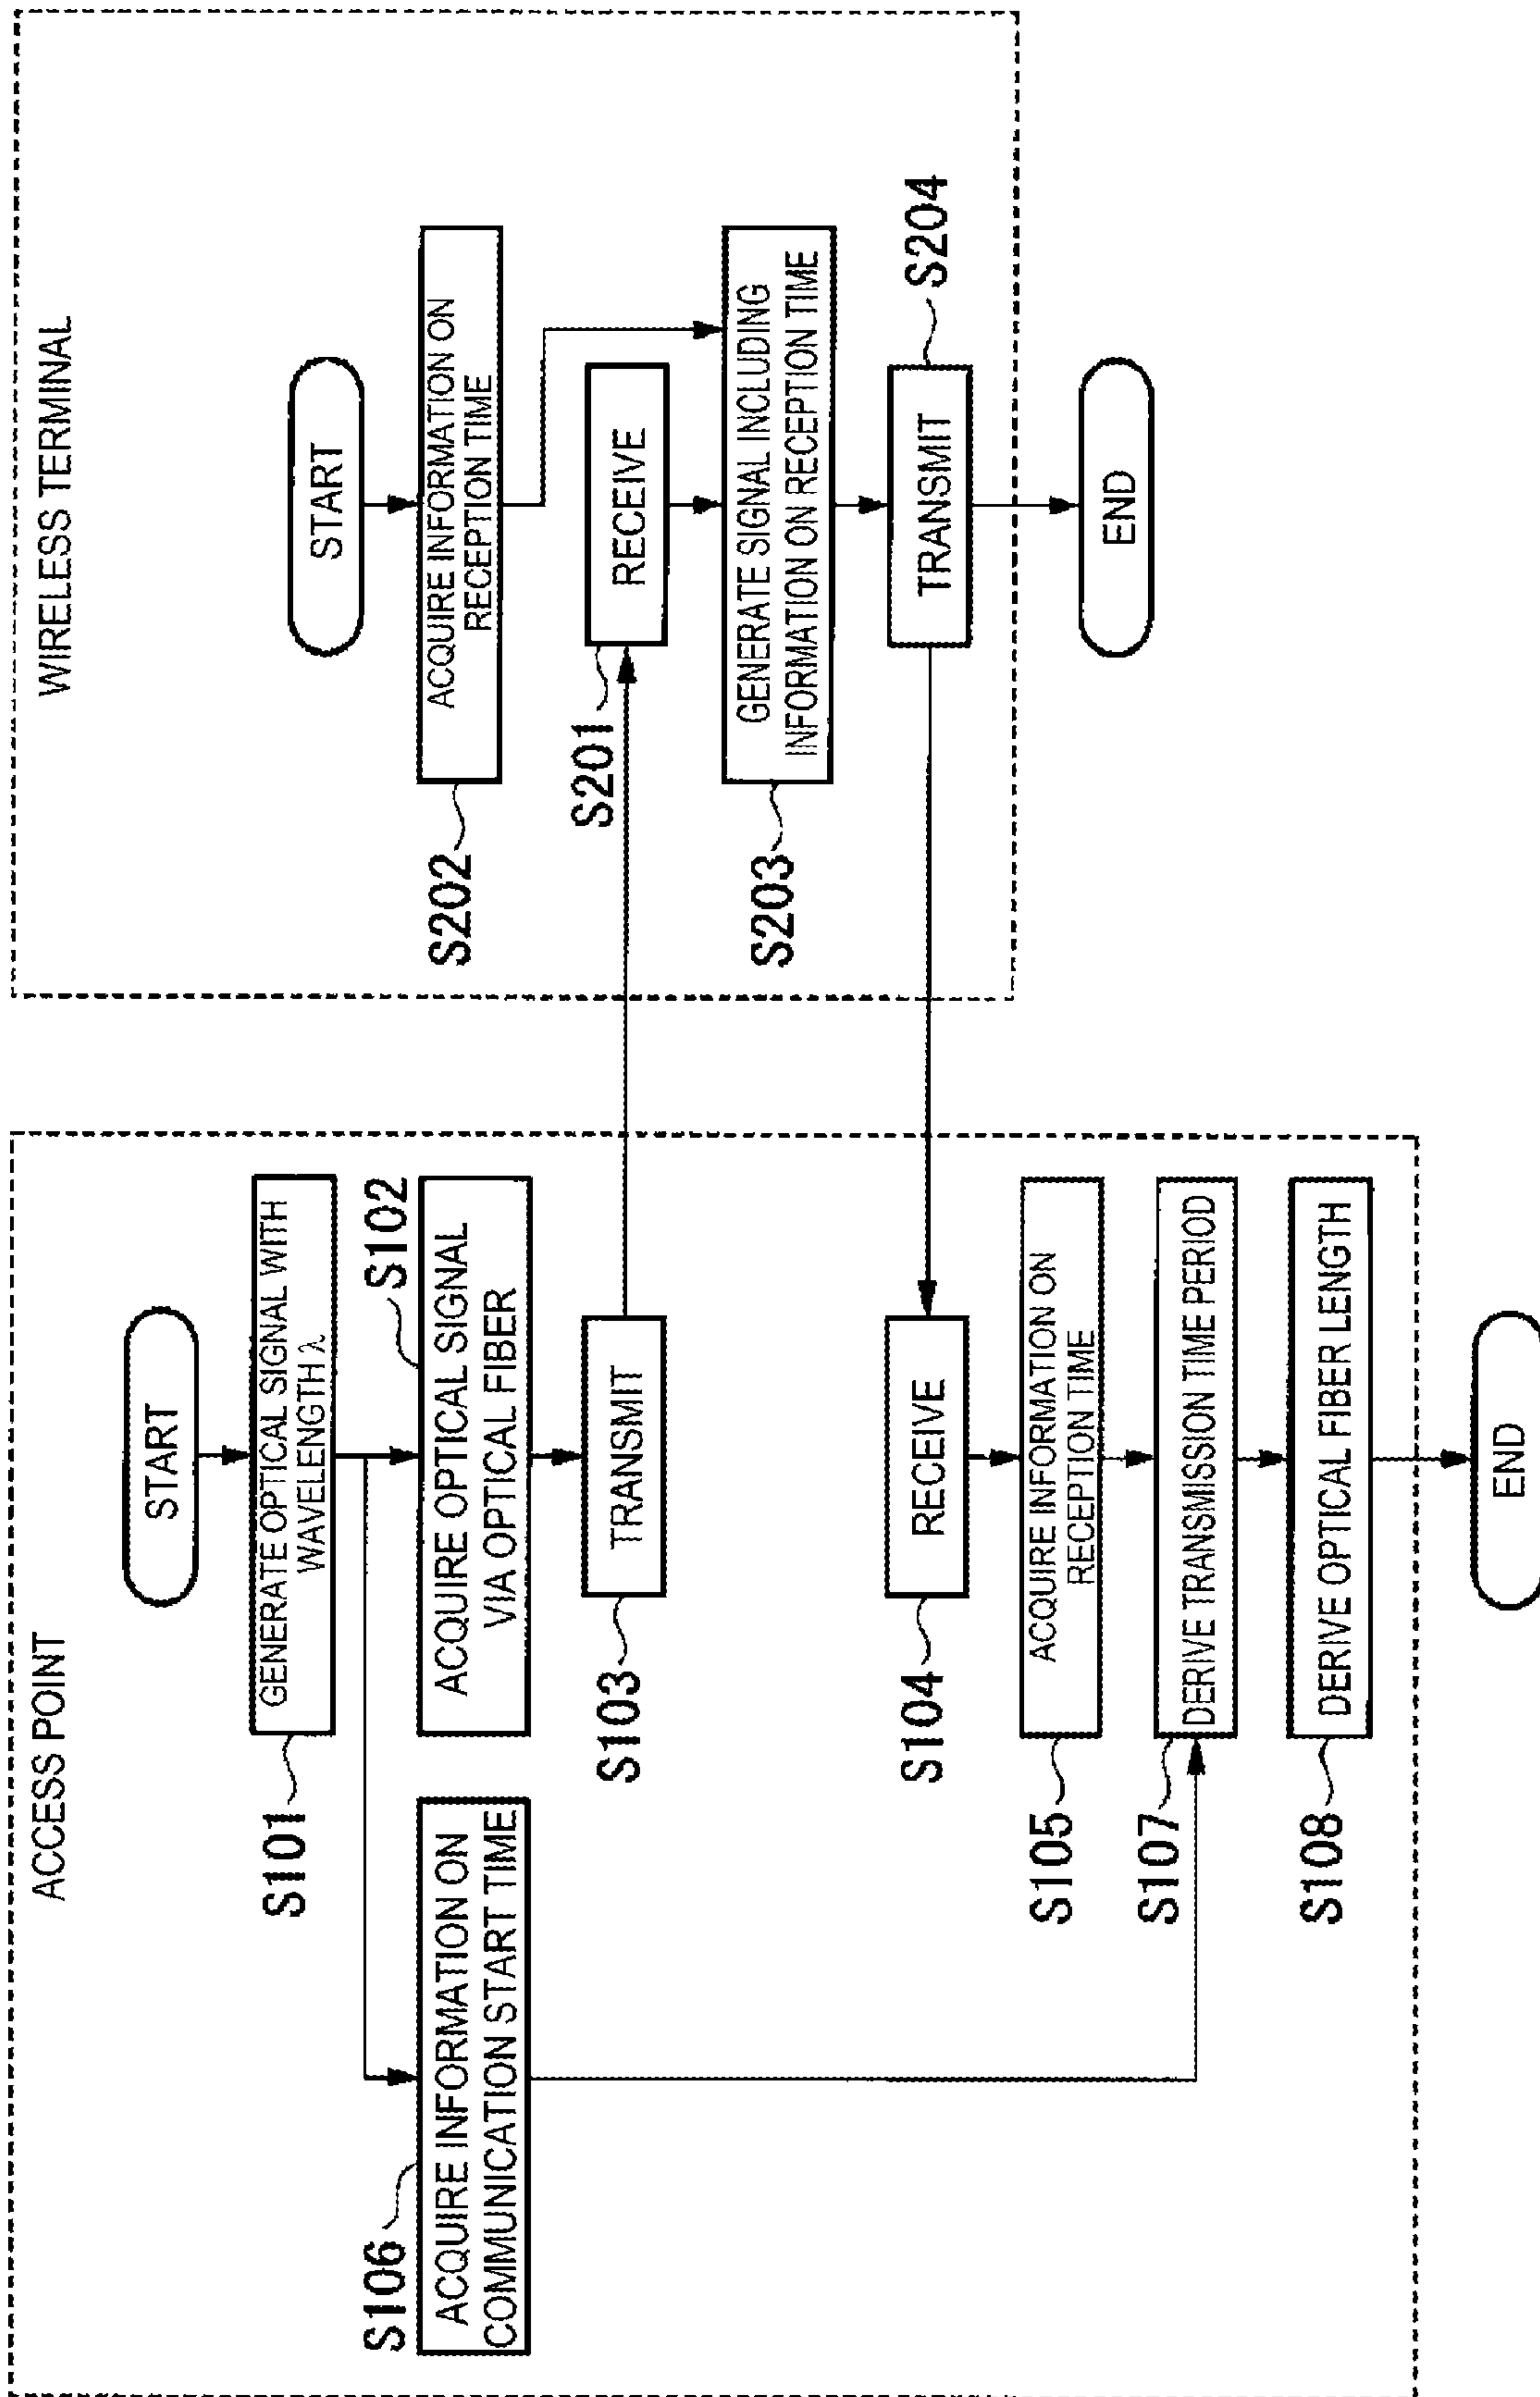 ACCESS POINT
START
S101
GENERATE OPTICAL SIGNAL WITH
WAVELENGTH λ
S106
ACQUIRE INFORMATION ON
COMMUNICATION START TIME
S102
ACQUIRE OPTICAL SIGNAL
VIA OPTICAL FIBER
S103
TRANSMIT
S104
RECEIVE
S105
ACQUIRE INFORMATION ON
RECEPTION TIME
S107
DERIVE TRANSMISSION TIME PERIOD
S108
DERIVE OPTICAL FIBER LENGTH
END
WIRELESS TERMINAL
START
S202
ACQUIRE INFORMATION ON
RECEPTION TIME
S201
RECEIVE
S203
GENERATE SIGNAL INCLUDING
INFORMATION ON RECEPTION TIME
S204
TRANSMIT
END